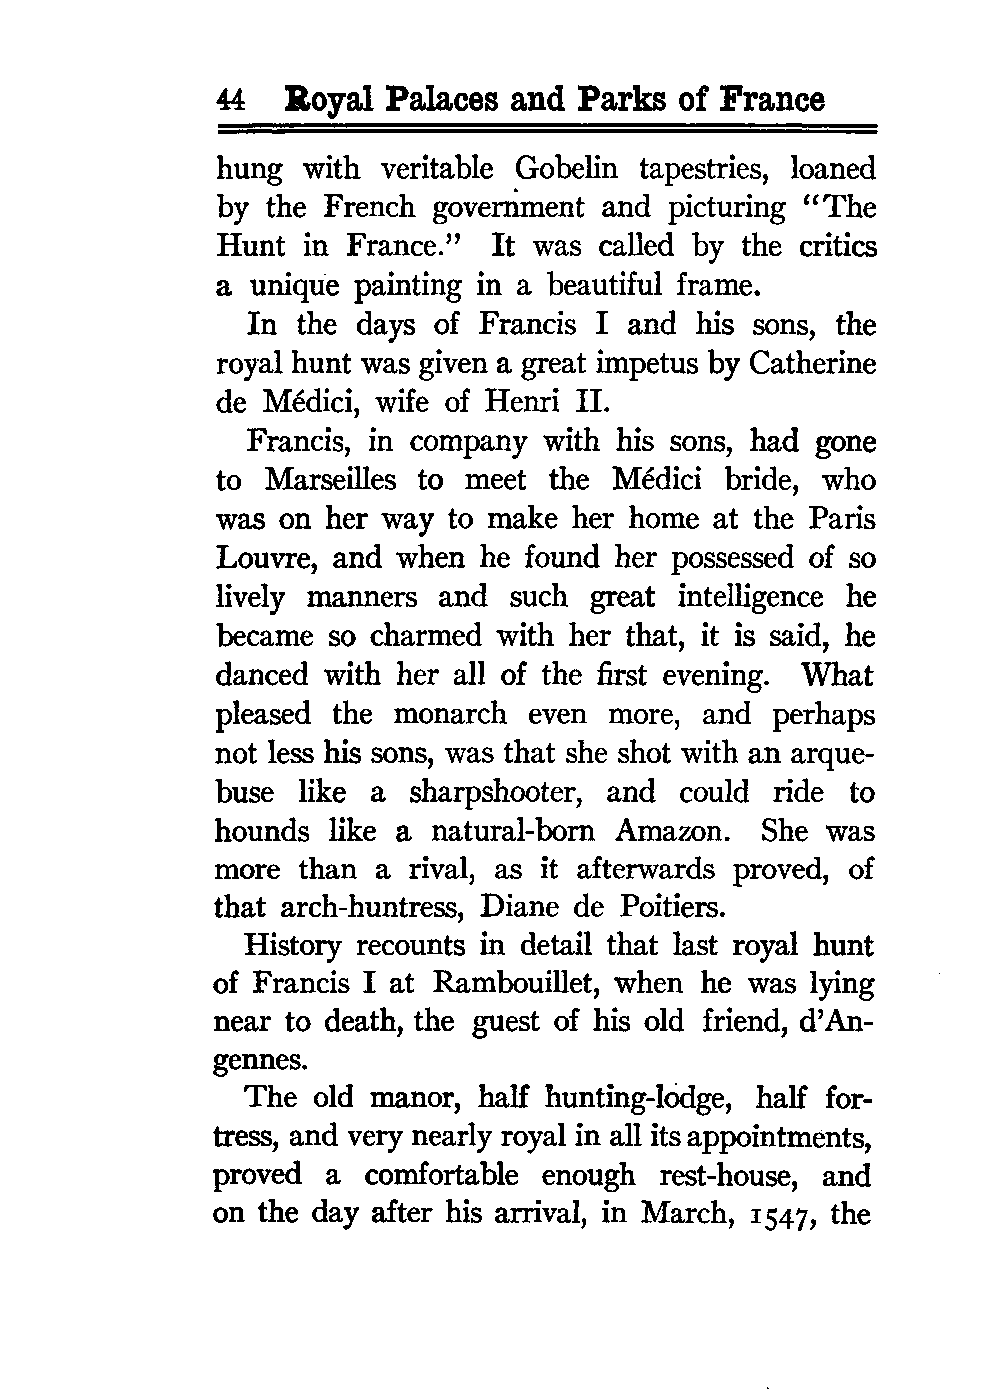 44 Royal Palaces and Parks of France
hung with veritable Gobelin tapestries, loaned
by the French government and picturing “The
Hunt in France.” It was called by the critics
a unique painting in a beautiful frame.
In the days of Francis I and his sons, the
royal hunt was given a great impetus by Catherine
de Médici, wife of Henri II.
Francis, in company with his sons, had gone
to Marseilles to meet the Médici bride, who
was on her way to make her home at the Paris
Louvre, and when he found her possessed of so
lively manners and such great intelligence he
became so charmed with her that, it is said, he
danced with her all of the first evening. What
pleased the monarch even more, and perhaps
not less his sons, was that she shot with an arque-
buse like a sharpshooter, and could ride to
hounds like a natural-born Amazon. She was
more than a rival, as it afterwards proved, of
that arch-huntress, Diane de Poitiers.
History recounts in detail that last royal hunt
of Francis I at Rambouillet, when he was lying
near to death, the guest of his old friend, d’An-
gennes.
The old manor, half hunting-lodge, half for-
tress, and very nearly royal in all its appointments,
proved a comfortable enough rest-house, and
on the day after his arrival, in March, 1547, the